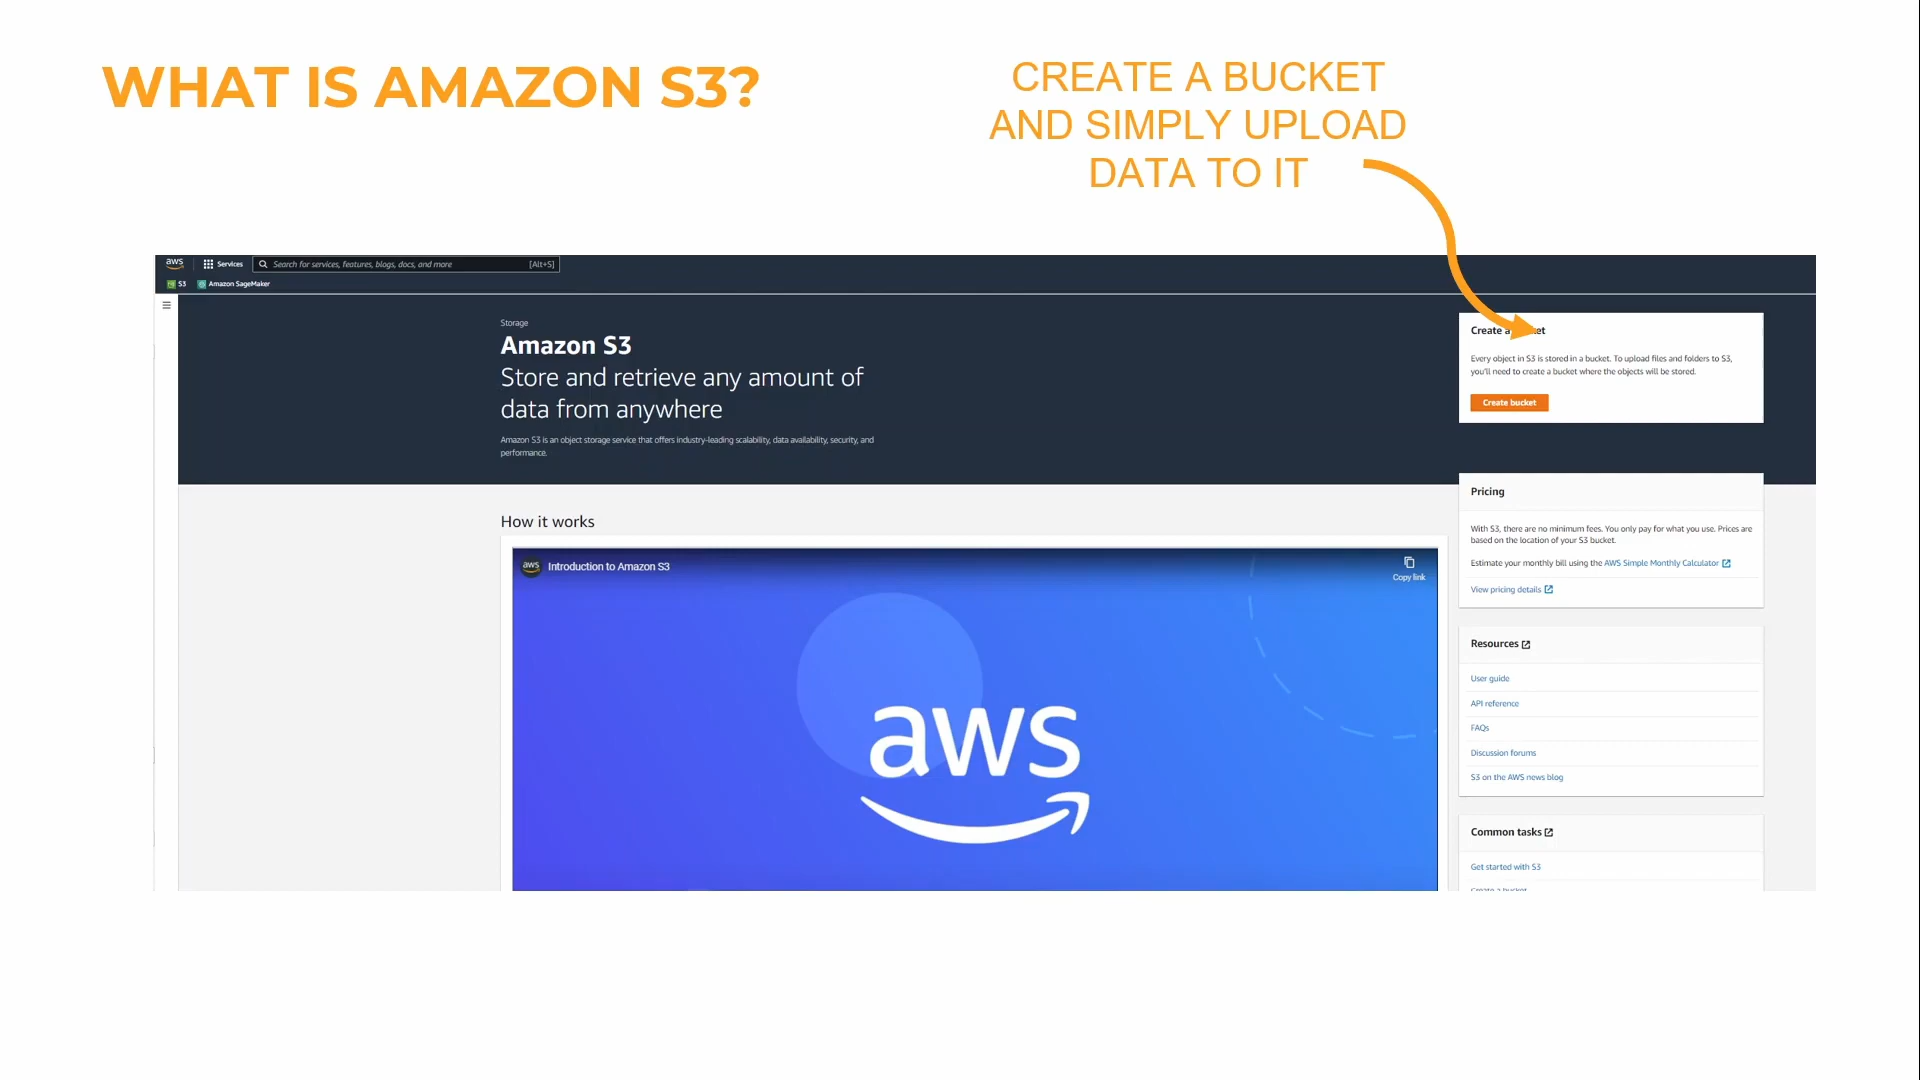 WHAT IS AMAZON S3?
CREATE A BUCKET
AND SIMPLY UPLOAD
DATA TO IT
aws
Services
Search for services, features, blogs, docs, and more
[Alt+S]
S3
Amazon SageMaker
Storage
Amazon S3
Store and retrieve any amount of
data from anywhere
Amazon S3 is an object storage service that offers industry-leading scalability, data availability, security, and
performance.
Create a
Every object in S3 is stored in a bucket. To upload files and folders to S3,
you'll need to create a bucket where the objects will be stored.
Create bucket
How it works
aws
Introduction to Amazon S3
Copy link
aws
Pricing
With S3, there are no minimum fees. You only pay for what you use. Prices are
based on the location of your S3 bucket.
Estimate your monthly bill using the AWS Simple Monthly Calculator
View pricing details
Resources
User guide
API reference
FAQs
Discussion forums
S3 on the AWS news blog
Common tasks
Get started with S3
Create a bucket